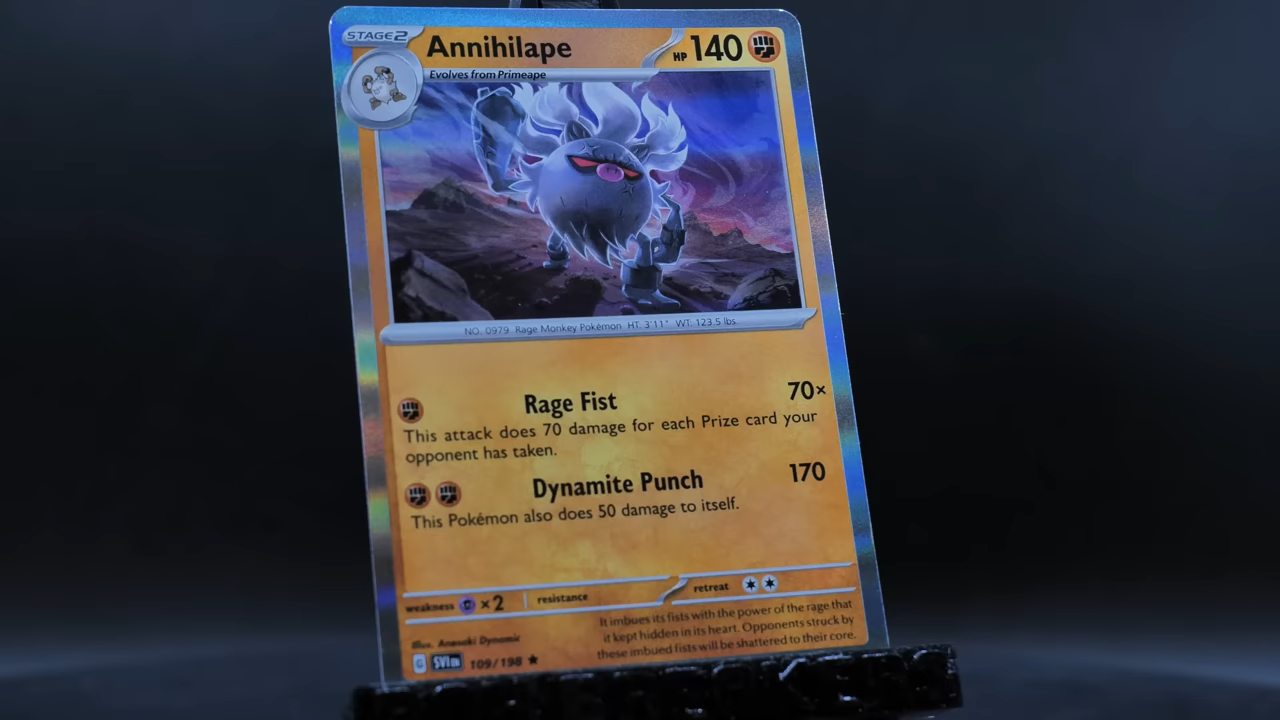 STAGE2
Annihilape
HP 140
Evolves from Primeape
NO. 0979 Rage Monkey Pokémon HT: 3'11" WT: 123.5 lbs
Rage Fist 70×
This attack does 70 damage for each Prize card your
opponent has taken.
Dynamite Punch 170
This Pokémon also does 50 damage to itself.
weakness ×2 resistance retreat
It imbues its fists with the power of the rage that
it kept hidden in its heart. Opponents struck by
these imbued fists will be shattered to their core.
Illus. Anesaki Dynamic
G SVI EN 109/198